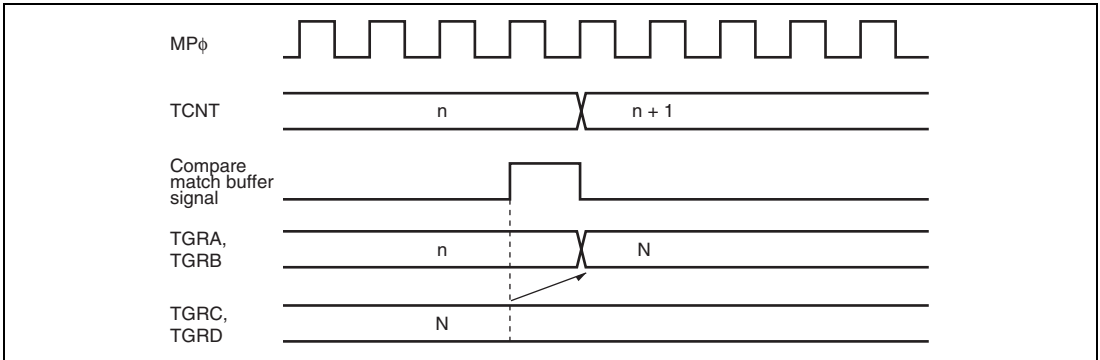 MPϕ
TCNT
n
n + 1
Compare
match buffer
signal
TGRA,
TGRB
n
N
TGRC,
TGRD
N